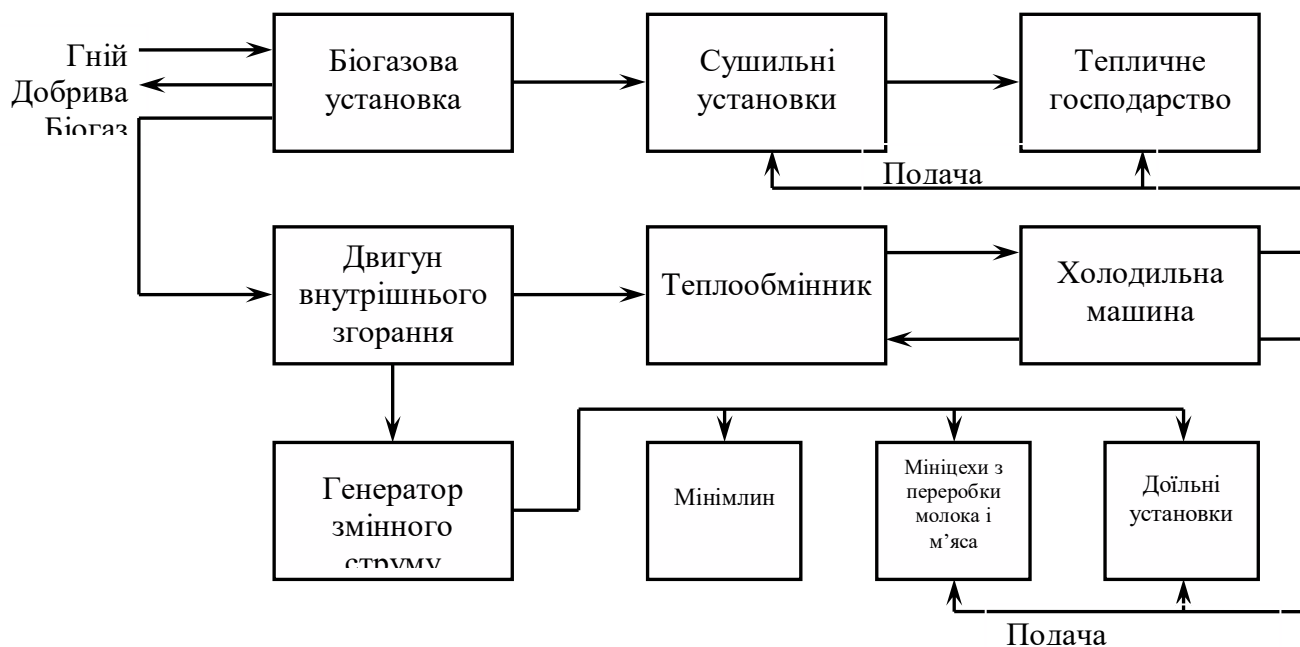 Гній
Добрива
Біогаз
Біогазова
установка
Сушильні
установки
Тепличне
господарство
Подача
Двигун
внутрішнього
згорання
Теплообмінник
Холодильна
машина
Генератор
змінного
струму
Мінімлин
Мініцехи з
переробки
молока і
м’яса
Доїльні
установки
Подача